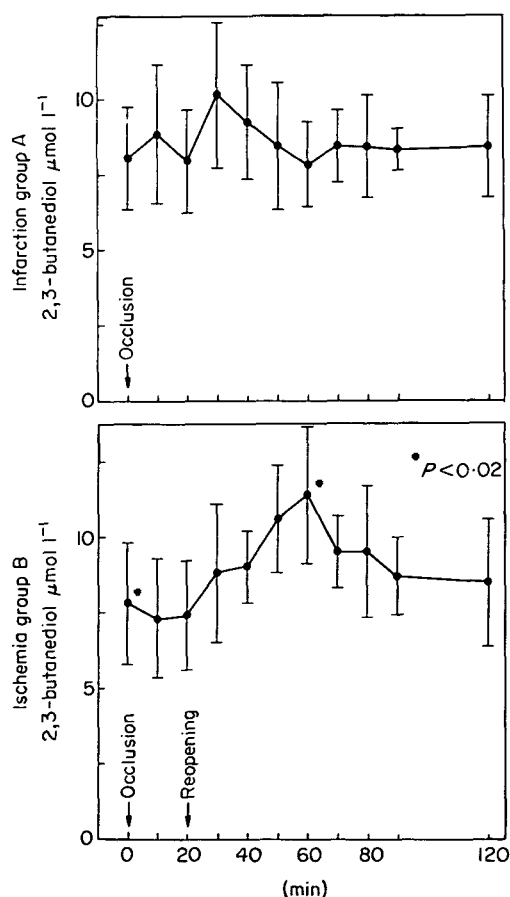 Infarction group A
2,3-butanediol μmol l⁻¹
10
5
0
Occlusion
Ischemia group B
2,3-butanediol μmol l⁻¹
10
5
0
• P<0·02
Occlusion
Reopening
0 20 40 60 80 120
(min)